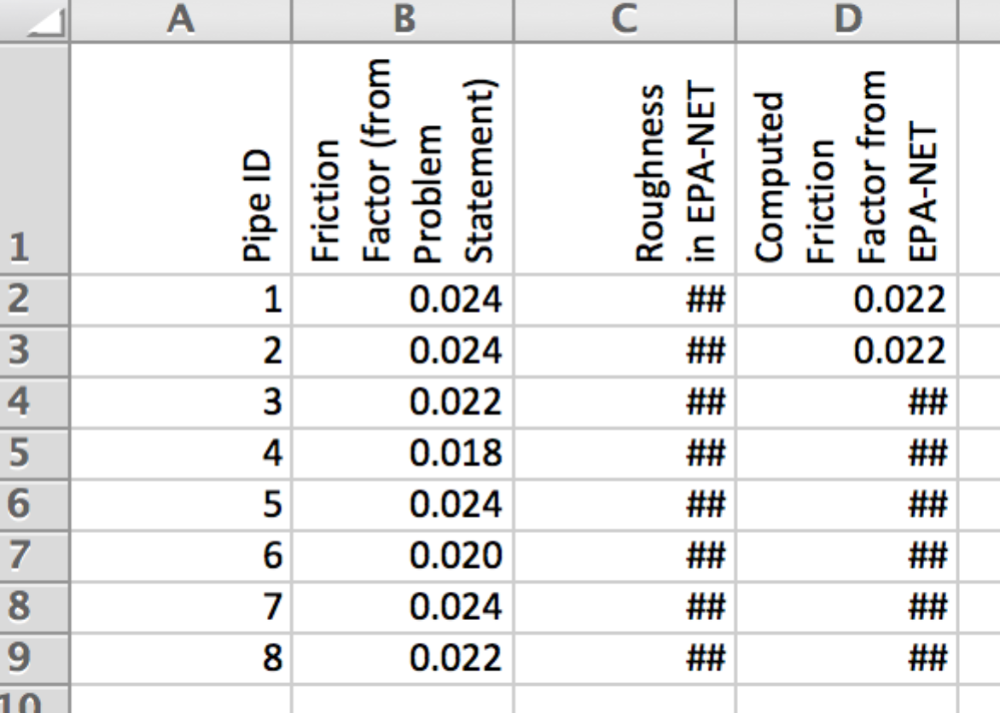 A B C D
1 Pipe ID Friction Factor (from Problem Statement) Roughness in EPA-NET Computed Friction Factor from EPA-NET
2 1 0.024 ## 0.022
3 2 0.024 ## 0.022
4 3 0.022 ## ##
5 4 0.018 ## ##
6 5 0.024 ## ##
7 6 0.020 ## ##
8 7 0.024 ## ##
9 8 0.022 ## ##
10